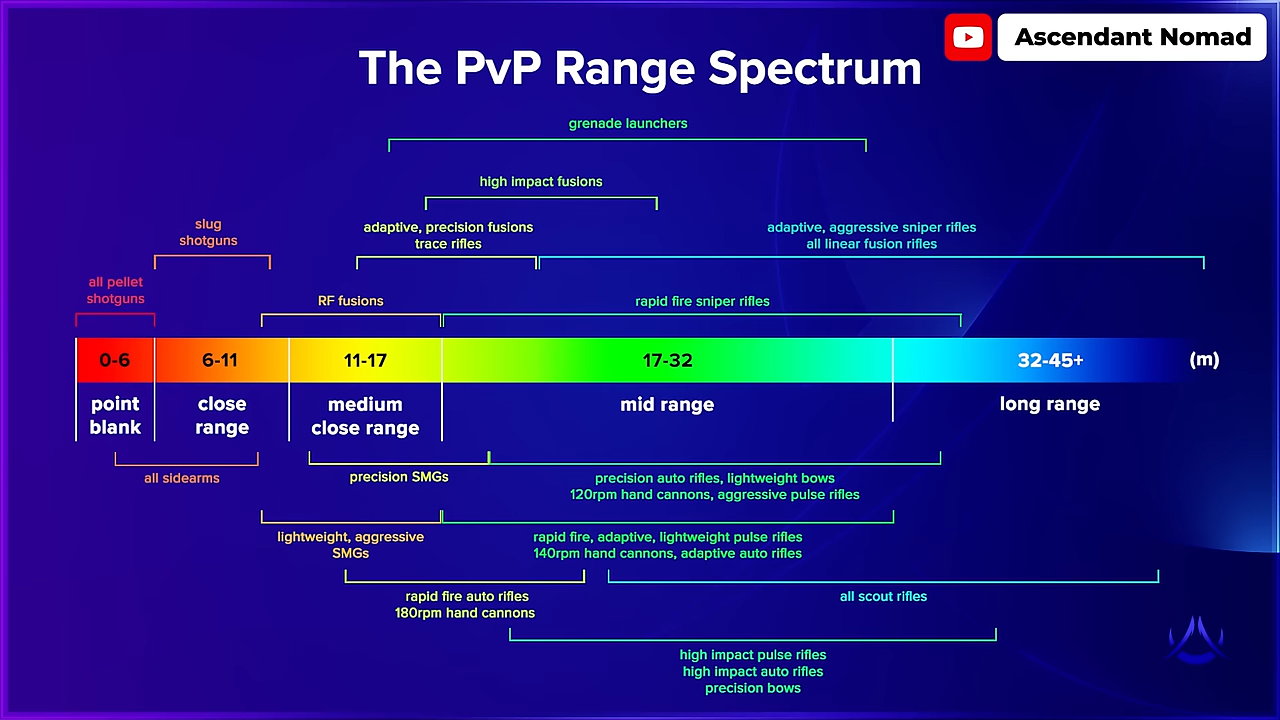 Ascendant Nomad
The PvP Range Spectrum
grenade launchers
high impact fusions
slug
shotguns
adaptive, precision fusions
trace rifles
adaptive, aggressive sniper rifles
all linear fusion rifles
all pellet
shotguns
RF fusions
rapid fire sniper rifles
0-6
6-11
11-17
17-32
32-45+
(m)
point
blank
close
range
medium
close range
mid range
long range
all sidearms
precision SMGs
precision auto rifles, lightweight bows
120rpm hand cannons, aggressive pulse rifles
lightweight, aggressive
SMGs
rapid fire, adaptive, lightweight pulse rifles
140rpm hand cannons, adaptive auto rifles
rapid fire auto rifles
180rpm hand cannons
all scout rifles
high impact pulse rifles
high impact auto rifles
precision bows